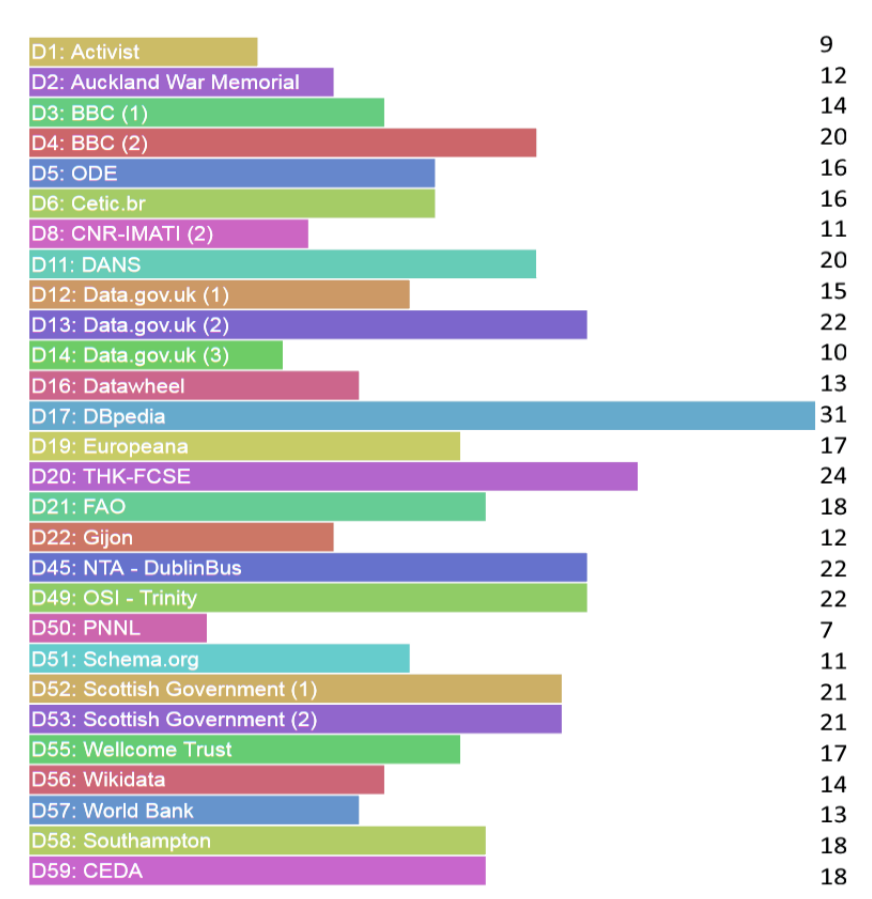 D1: Activist 9
D2: Auckland War Memorial 12
D3: BBC (1) 14
D4: BBC (2) 20
D5: ODE 16
D6: Cetic.br 16
D8: CNR-IMATI (2) 11
D11: DANS 20
D12: Data.gov.uk (1) 15
D13: Data.gov.uk (2) 22
D14: Data.gov.uk (3) 10
D16: Datawheel 13
D17: DBpedia 31
D19: Europeana 17
D20: THK-FCSE 24
D21: FAO 18
D22: Gijon 12
D45: NTA - DublinBus 22
D49: OSI - Trinity 22
D50: PNNL 7
D51: Schema.org 11
D52: Scottish Government (1) 21
D53: Scottish Government (2) 21
D55: Wellcome Trust 17
D56: Wikidata 14
D57: World Bank 13
D58: Southampton 18
D59: CEDA 18